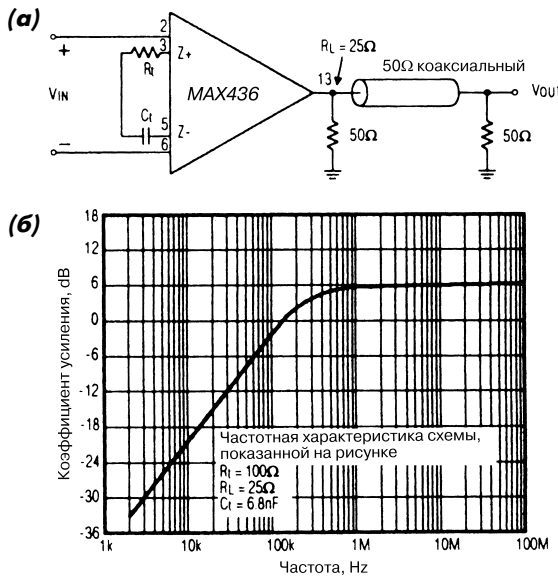 (а)
2
+
3
Z+
Rt
RL = 25Ω
50Ω коаксиальный
VIN
MAX436
13
VOUT
Ct
5
Z-
6
−
50Ω
50Ω
(б)
Коэффициент усиления, dB
18
12
6
0
-6
-12
-18
-24
-30
-36
Частотная характеристика схемы,
показанной на рисунке
Rt = 100Ω
RL = 25Ω
Ct = 6.8nF
1k
10k
100k
1M
10M
100M
Частота, Hz